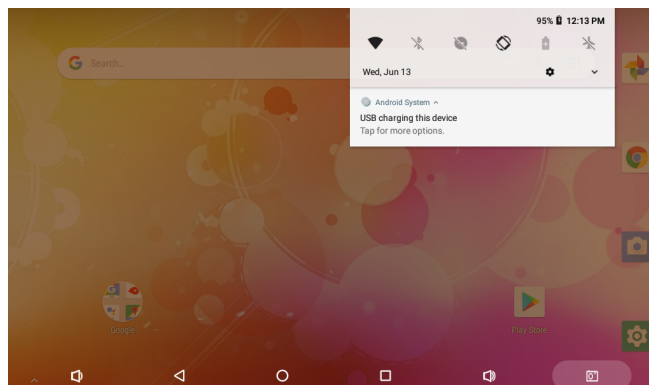 95% 12:13 PM
Search...
Wed, Jun 13
Android System
USB charging this device
Tap for more options.
Google
Play Store